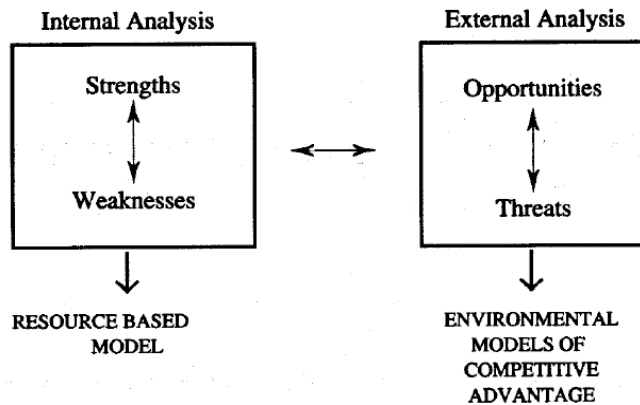 Internal Analysis
Strengths
Weaknesses
RESOURCE BASED
MODEL
External Analysis
Opportunities
Threats
ENVIRONMENTAL
MODELS OF
COMPETITIVE
ADVANTAGE